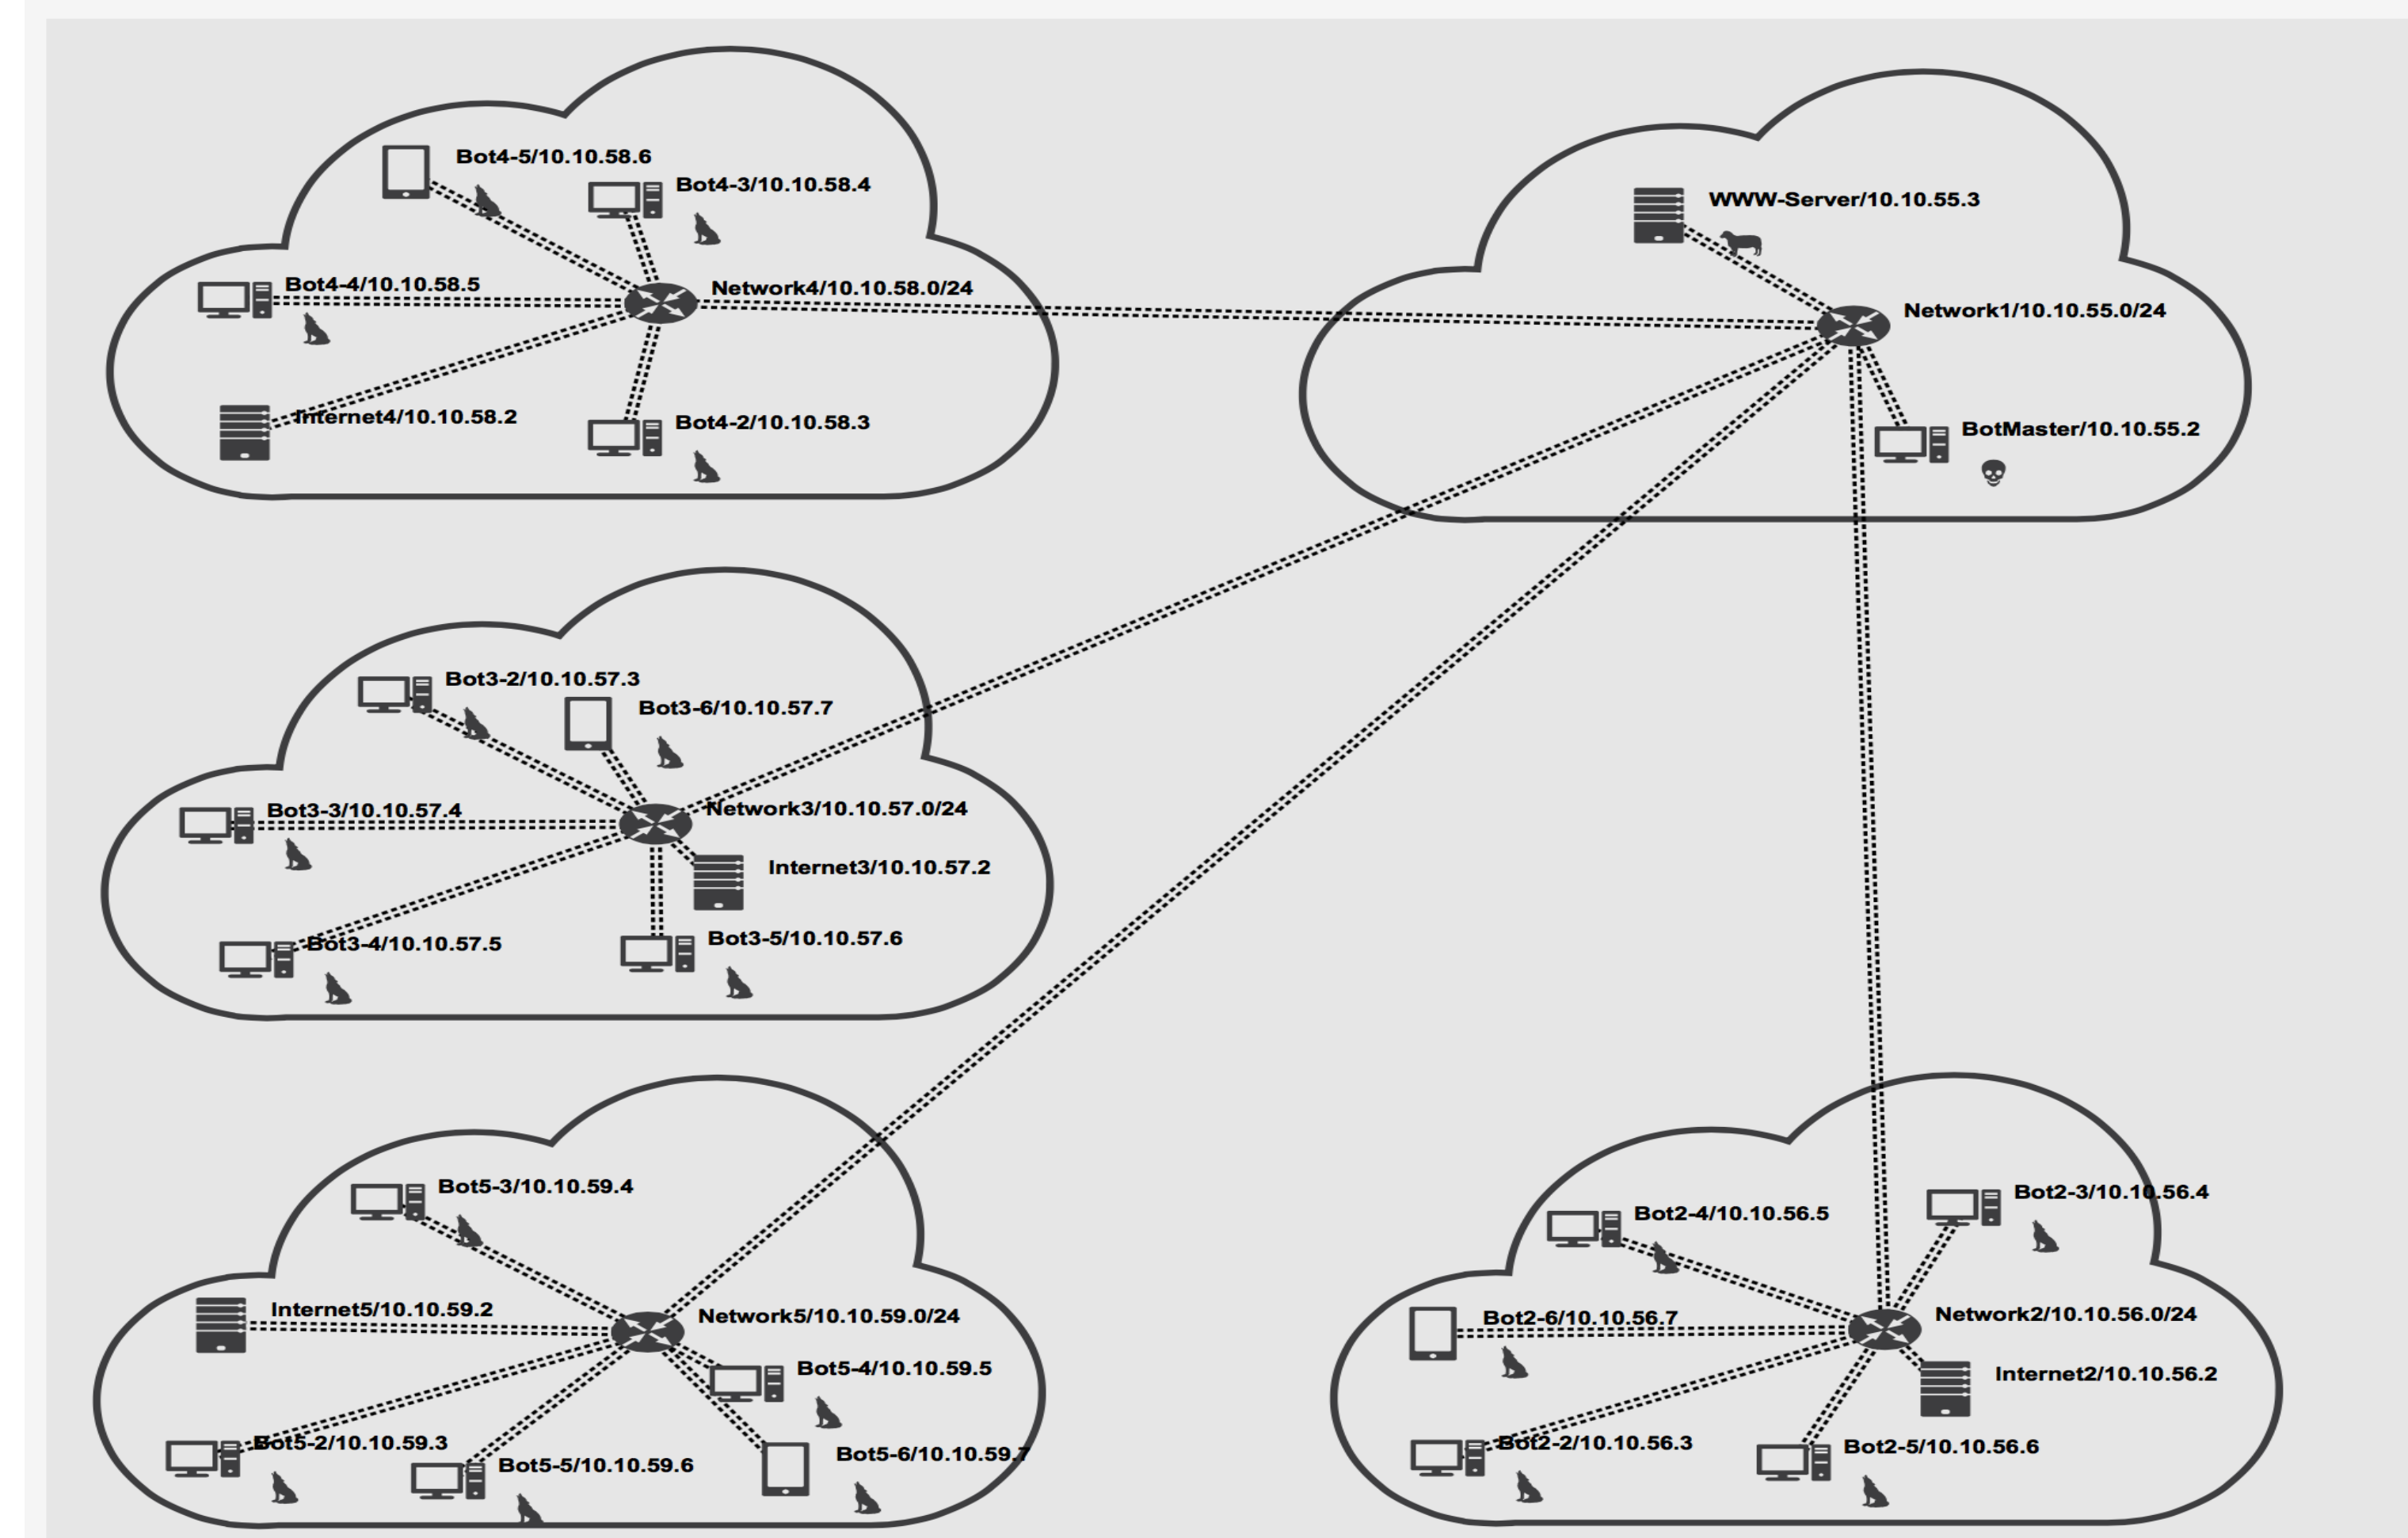 Bot4-5/10.10.58.6
Bot4-3/10.10.58.4
Bot4-4/10.10.58.5
Network4/10.10.58.0/24
Internet4/10.10.58.2
Bot4-2/10.10.58.3
WWW-Server/10.10.55.3
Network1/10.10.55.0/24
BotMaster/10.10.55.2
Bot3-2/10.10.57.3
Bot3-6/10.10.57.7
Bot3-3/10.10.57.4
Network3/10.10.57.0/24
Internet3/10.10.57.2
Bot3-4/10.10.57.5
Bot3-5/10.10.57.6
Bot5-3/10.10.59.4
Internet5/10.10.59.2
Network5/10.10.59.0/24
Bot5-4/10.10.59.5
Bot5-2/10.10.59.3
Bot5-5/10.10.59.6
Bot5-6/10.10.59.7
Bot2-3/10.10.56.4
Bot2-4/10.10.56.5
Bot2-6/10.10.56.7
Network2/10.10.56.0/24
Internet2/10.10.56.2
Bot2-2/10.10.56.3
Bot2-5/10.10.56.6